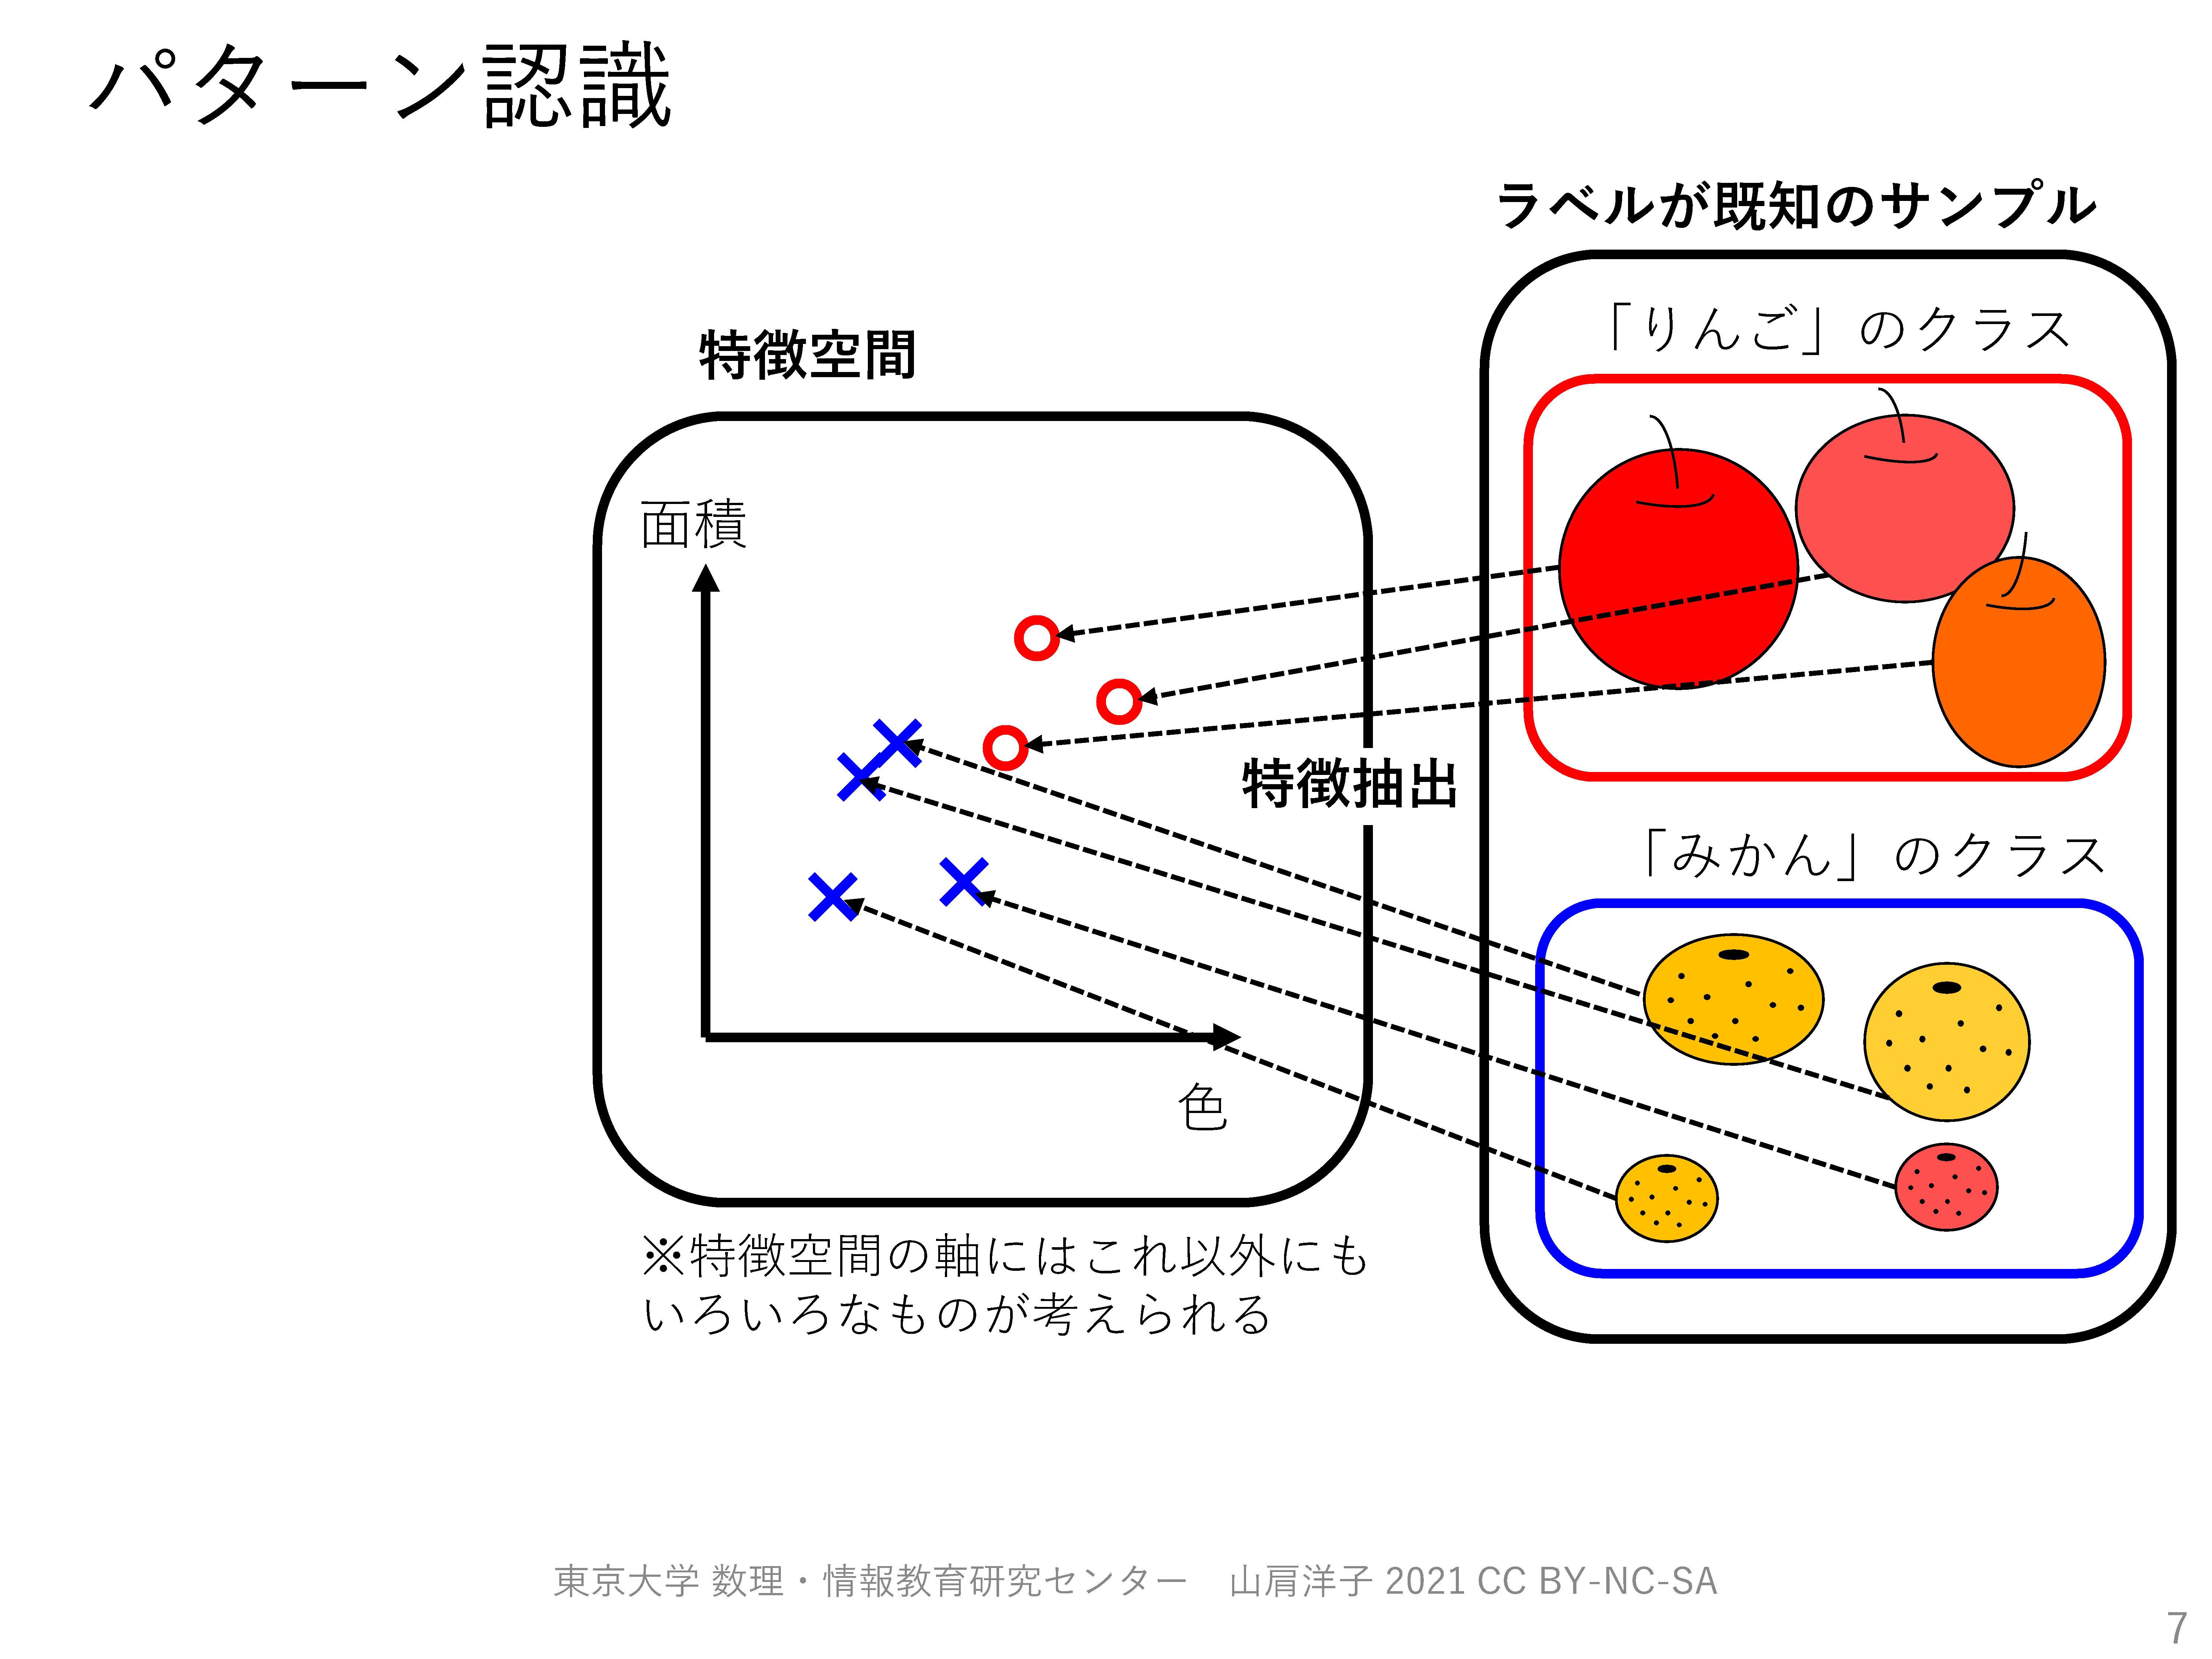 パターン認識
ラベルが既知のサンプル
「りんご」のクラス
特徴空間
面積
特徴抽出
「みかん」のクラス
色
※特徴空間の軸にはこれ以外にも
いろいろなものが考えられる
東京大学 数理・情報教育研究センター　山肩洋子 2021 CC BY-NC-SA
7